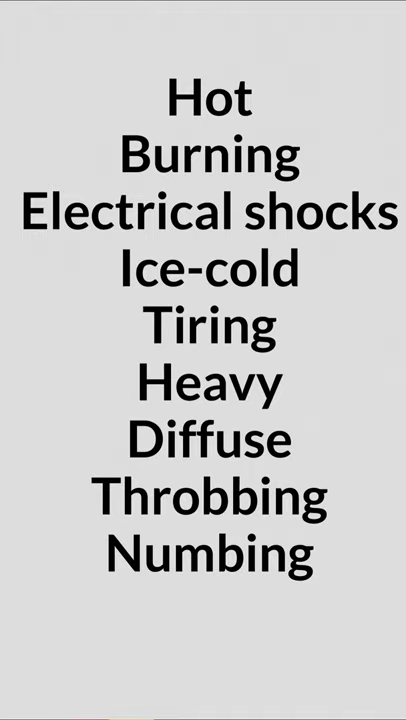 Hot
Burning
Electrical shocks
Ice-cold
Tiring
Heavy
Diffuse
Throbbing
Numbing